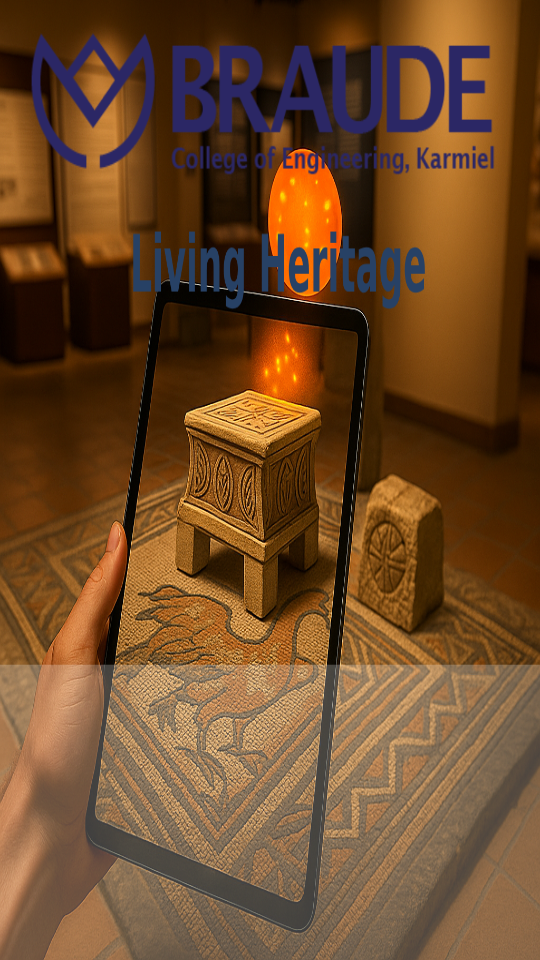 BRAUDE
College of Engineering, Karmiel
Living Heritage